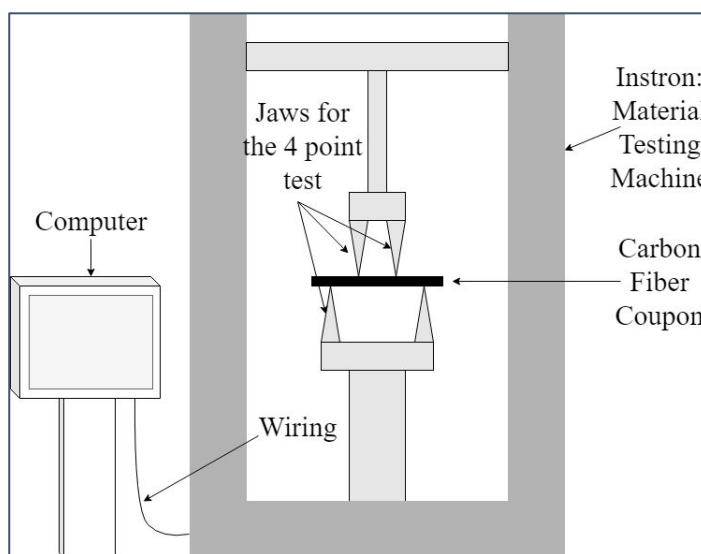 Jaws for
the 4 point
test
Instron:
Material
Testing
Machine
Computer
Carbon
Fiber
Coupon
Wiring